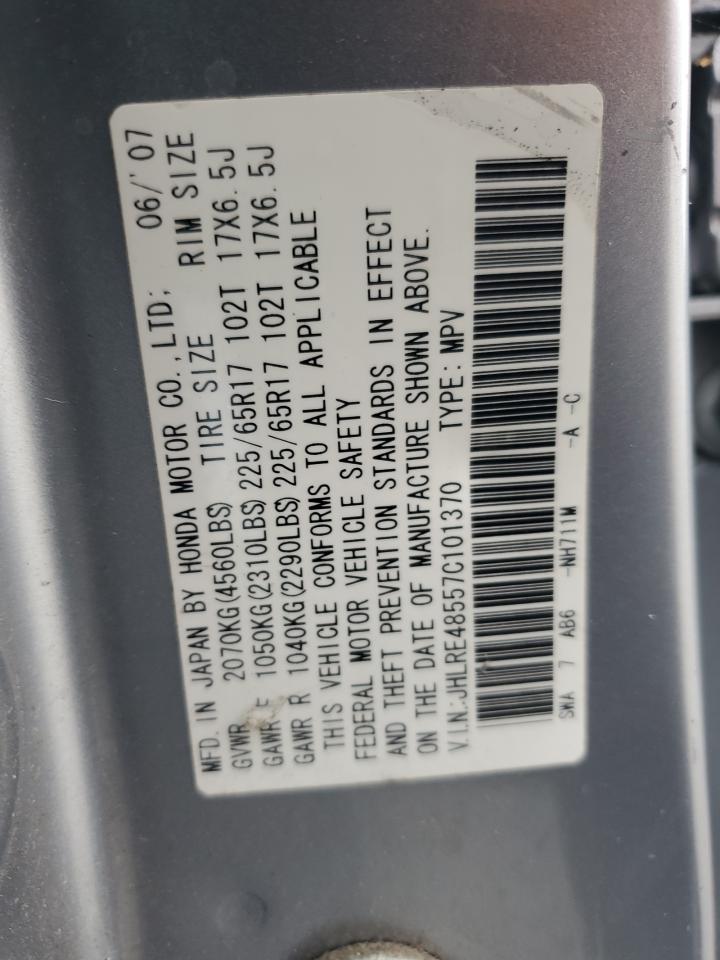 MFD. IN JAPAN BY HONDA MOTOR CO., LTD; 06/'07
GVWR 2070KG(4560LBS) TIRE SIZE RIM SIZE
GAWR F 1050KG(2310LBS) 225/65R17 102T 17X6.5J
GAWR R 1040KG(2290LBS) 225/65R17 102T 17X6.5J
THIS VEHICLE CONFORMS TO ALL APPLICABLE
FEDERAL MOTOR VEHICLE SAFETY
AND THEFT PREVENTION STANDARDS IN EFFECT
ON THE DATE OF MANUFACTURE SHOWN ABOVE.
V.I.N.:JHLRE48557C101370 TYPE: MPV
SWA 7 AB6 -NH711M -A -C